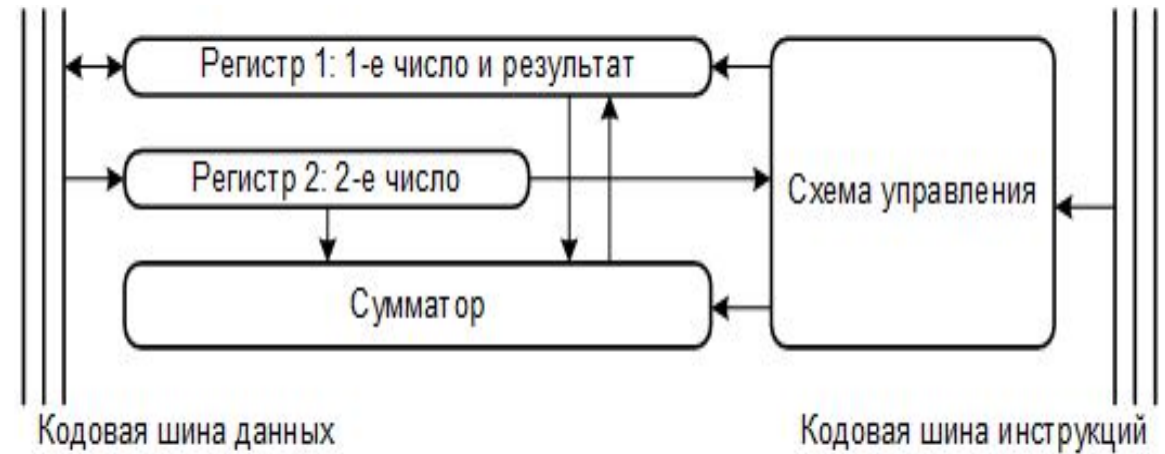 Регистр 1: 1-е число и результат
Регистр 2: 2-е число
Схема управления
Сумматор
Кодовая шина данных
Кодовая шина инструкций